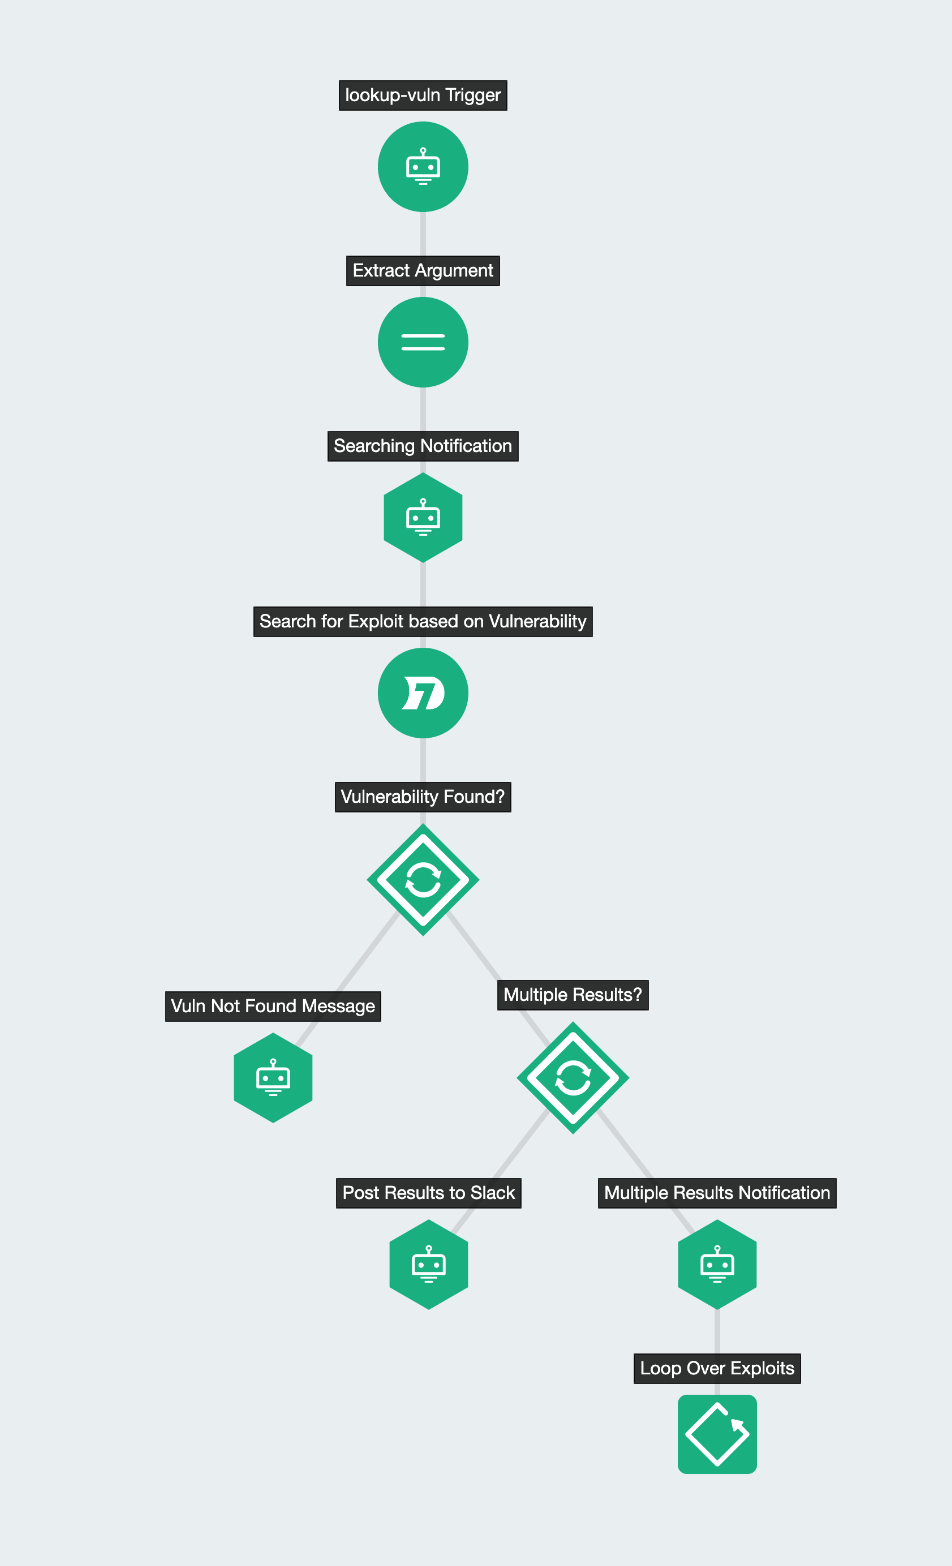 lookup-vuln Trigger
Extract Argument
Searching Notification
Search for Exploit based on Vulnerability
Vulnerability Found?
Vuln Not Found Message
Multiple Results?
Post Results to Slack
Multiple Results Notification
Loop Over Exploits